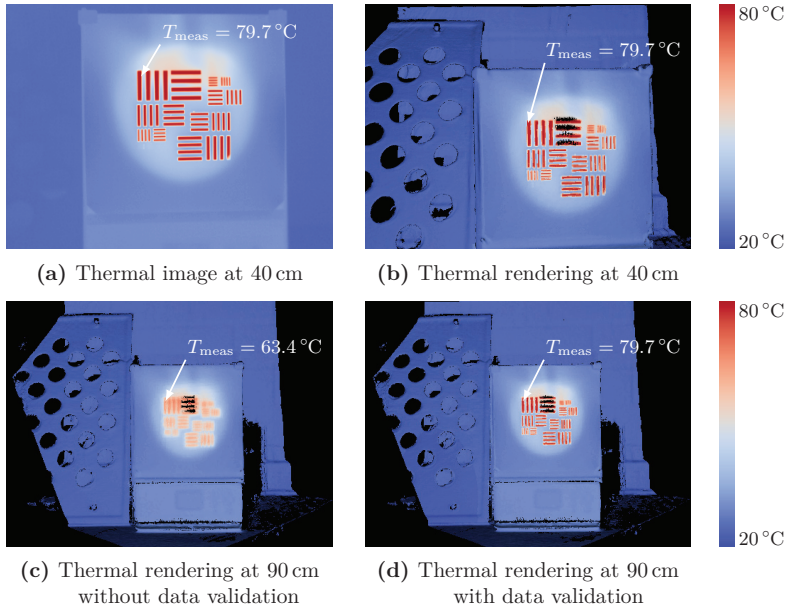 T_meas = 79.7 °C
T_meas = 79.7 °C
80 °C
20 °C
(a) Thermal image at 40 cm
(b) Thermal rendering at 40 cm
T_meas = 63.4 °C
T_meas = 79.7 °C
80 °C
20 °C
(c) Thermal rendering at 90 cm
without data validation
(d) Thermal rendering at 90 cm
with data validation